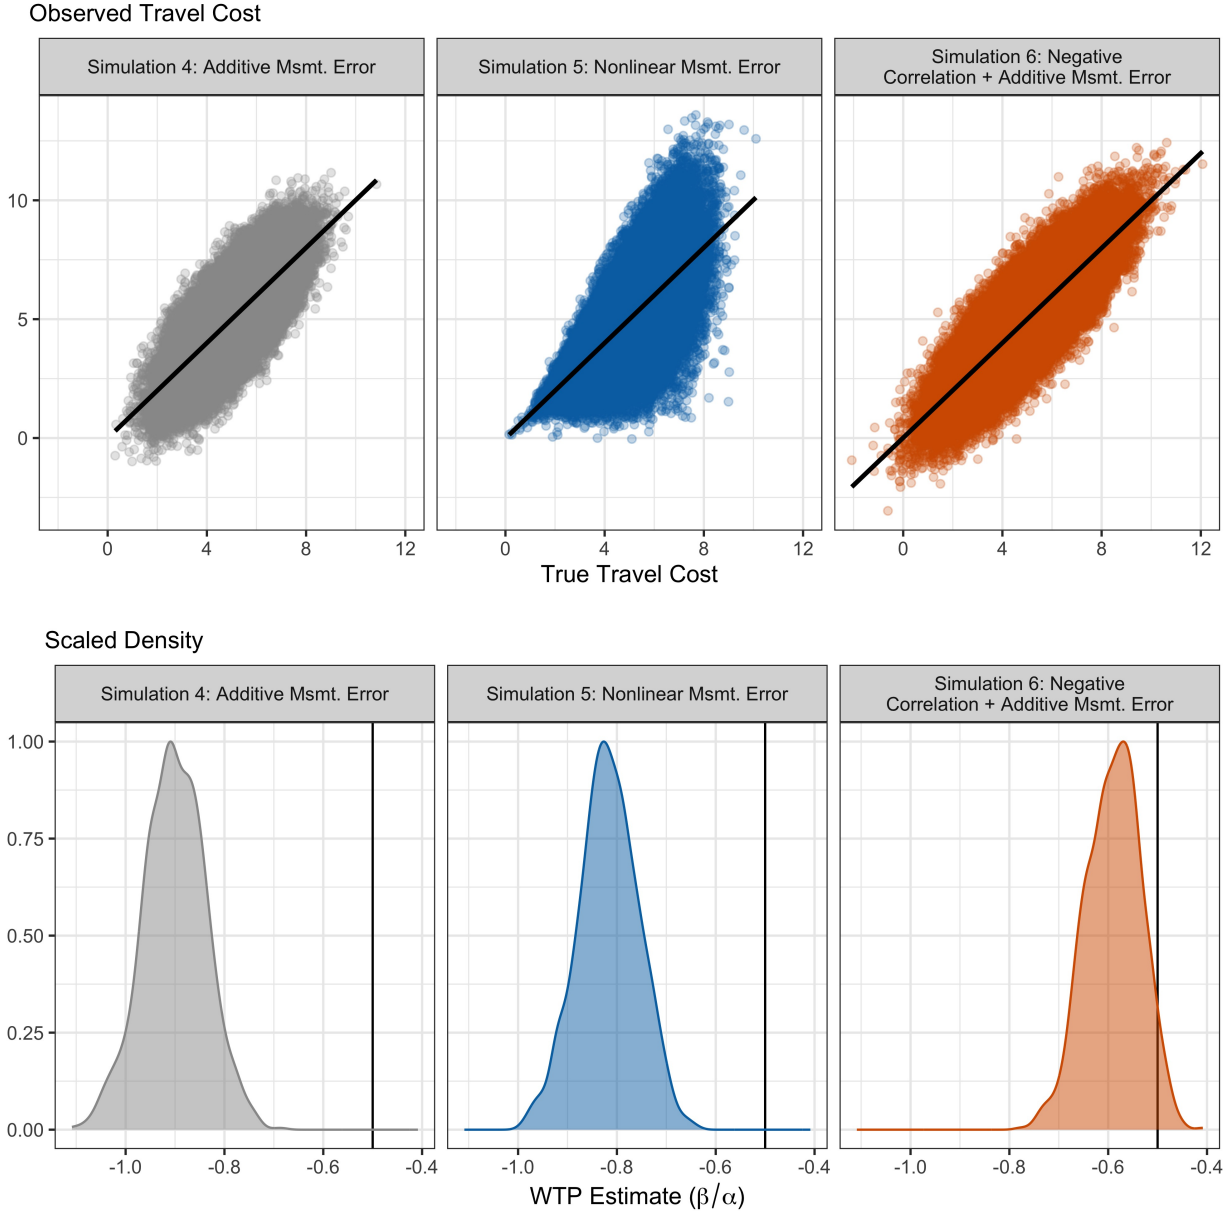 Observed Travel Cost
Simulation 4: Additive Msmt. Error
Simulation 5: Nonlinear Msmt. Error
Simulation 6: Negative
Correlation + Additive Msmt. Error
10
5
0
0 4 8 12
0 4 8 12
0 4 8 12
True Travel Cost
Scaled Density
Simulation 4: Additive Msmt. Error
Simulation 5: Nonlinear Msmt. Error
Simulation 6: Negative
Correlation + Additive Msmt. Error
1.00
0.75
0.50
0.25
0.00
-1.0 -0.8 -0.6 -0.4
-1.0 -0.8 -0.6 -0.4
-1.0 -0.8 -0.6 -0.4
WTP Estimate (β/α)